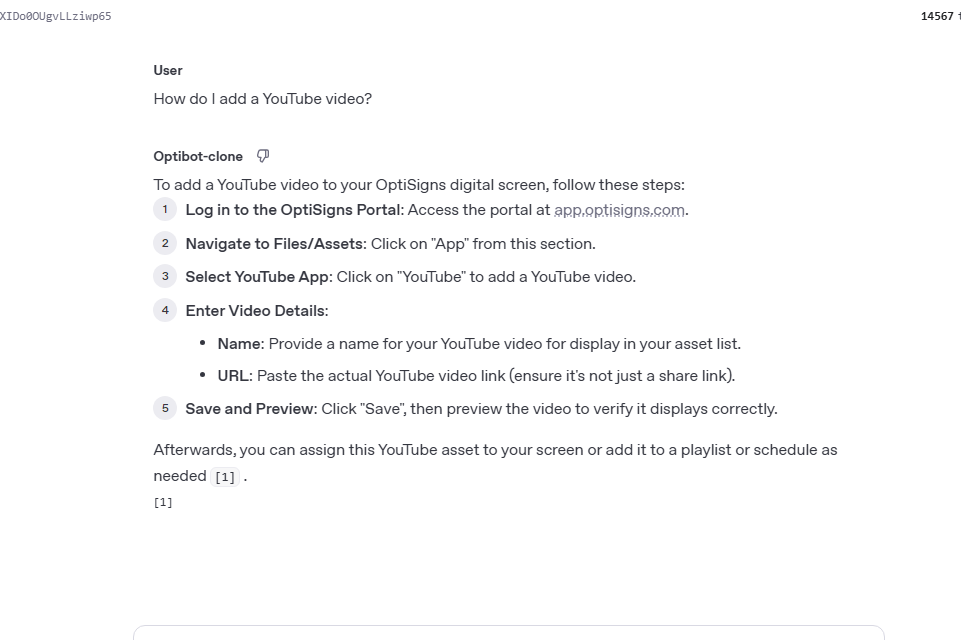 XIDo0OUgvLLziwp65
14567
User
How do I add a YouTube video?
Optibot-clone
To add a YouTube video to your OptiSigns digital screen, follow these steps:
1 Log in to the OptiSigns Portal: Access the portal at app.optisigns.com.
2 Navigate to Files/Assets: Click on "App" from this section.
3 Select YouTube App: Click on "YouTube" to add a YouTube video.
4 Enter Video Details:
• Name: Provide a name for your YouTube video for display in your asset list.
• URL: Paste the actual YouTube video link (ensure it's not just a share link).
5 Save and Preview: Click "Save", then preview the video to verify it displays correctly.
Afterwards, you can assign this YouTube asset to your screen or add it to a playlist or schedule as
needed [1] .
[1]